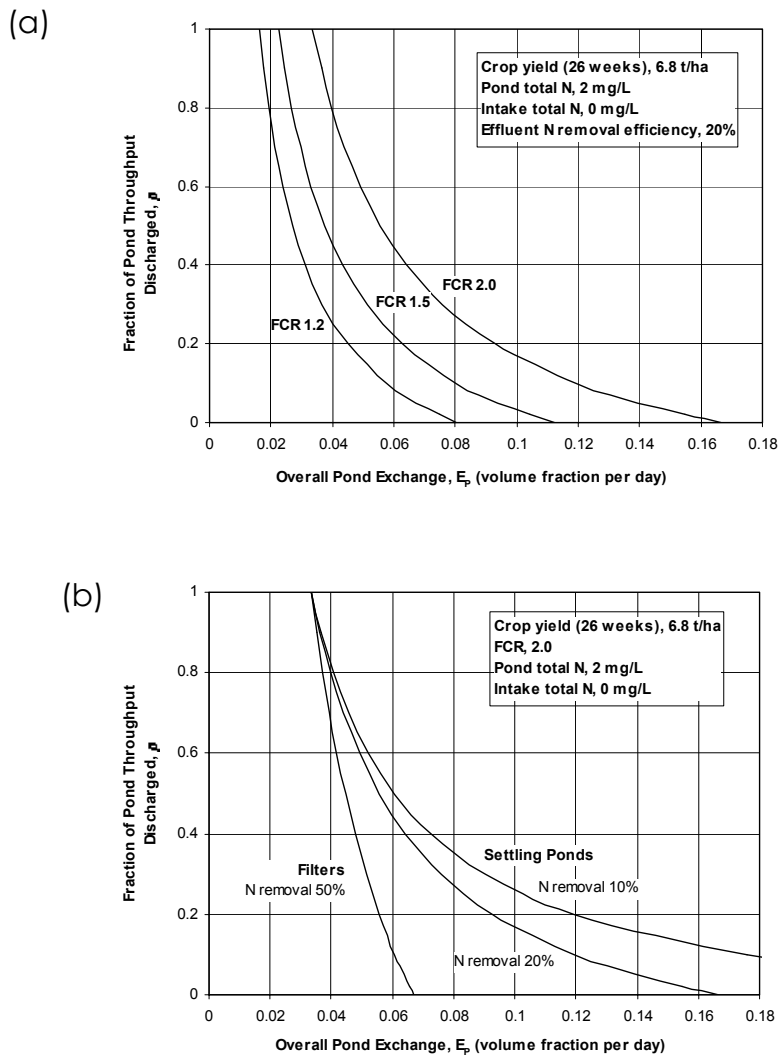 (a)
1
0.8
0.6
0.4
0.2
0
Fraction of Pond Throughput
Discharged,
Crop yield (26 weeks), 6.8 t/ha
Pond total N, 2 mg/L
Intake total N, 0 mg/L
Effluent N removal efficiency, 20%
FCR 2.0
FCR 1.5
FCR 1.2
0 0.02 0.04 0.06 0.08 0.1 0.12 0.14 0.16 0.18
Overall Pond Exchange, EP (volume fraction per day)
(b)
1
0.8
0.6
0.4
0.2
0
Fraction of Pond Throughput
Discharged,
Crop yield (26 weeks), 6.8 t/ha
FCR, 2.0
Pond total N, 2 mg/L
Intake total N, 0 mg/L
Settling Ponds
Filters
N removal 50%
N removal 10%
N removal 20%
0 0.02 0.04 0.06 0.08 0.1 0.12 0.14 0.16 0.18
Overall Pond Exchange, EP (volume fraction per day)